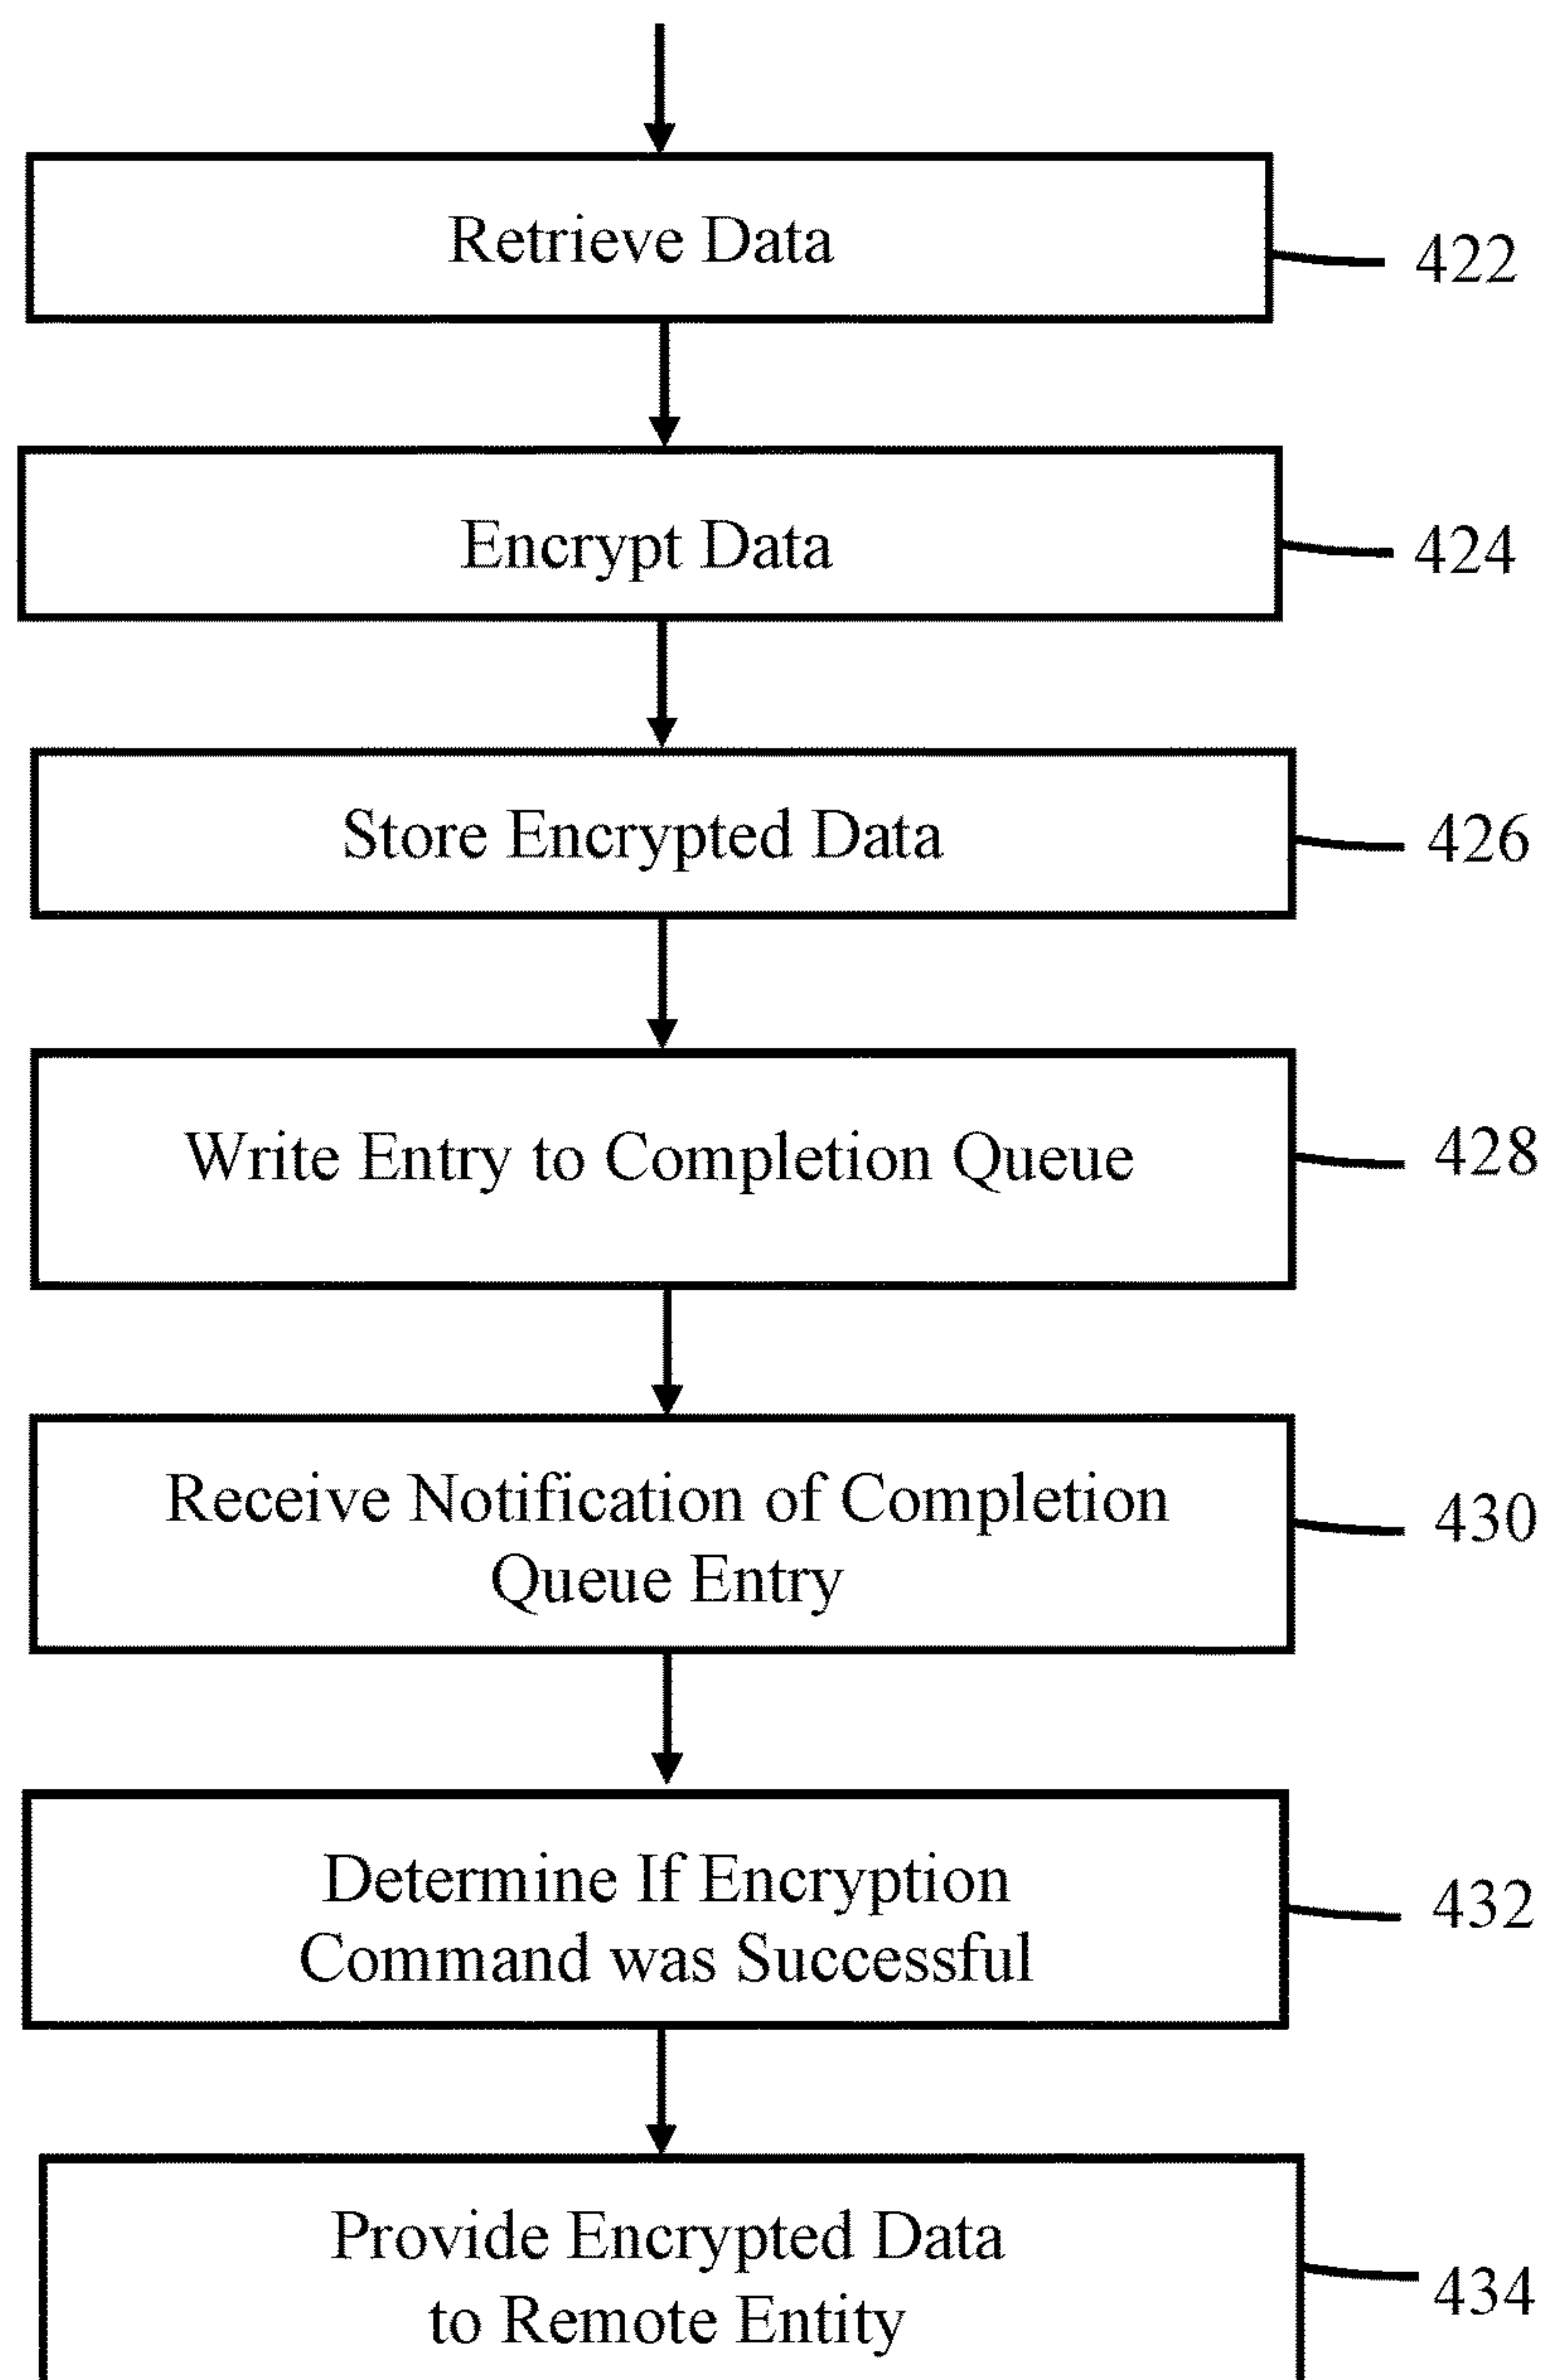 Retrieve Data
422
Encrypt Data
424
Store Encrypted Data
426
Write Entry to Completion Queue
428
Receive Notification of Completion
Queue Entry
430
Determine If Encryption
Command was Successful
432
Provide Encrypted Data
to Remote Entity
434